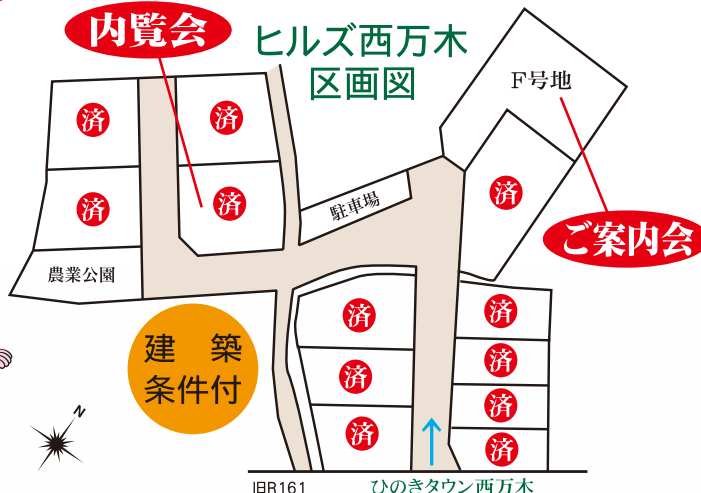 内覧会
ヒルズ西万木
区画図
F号地
済
済
済
済
済
駐車場
ご案内会
農業公園
済
済
済
済
済
済
済
建　築
条件付
N
旧R161
ひのきタウン西万木